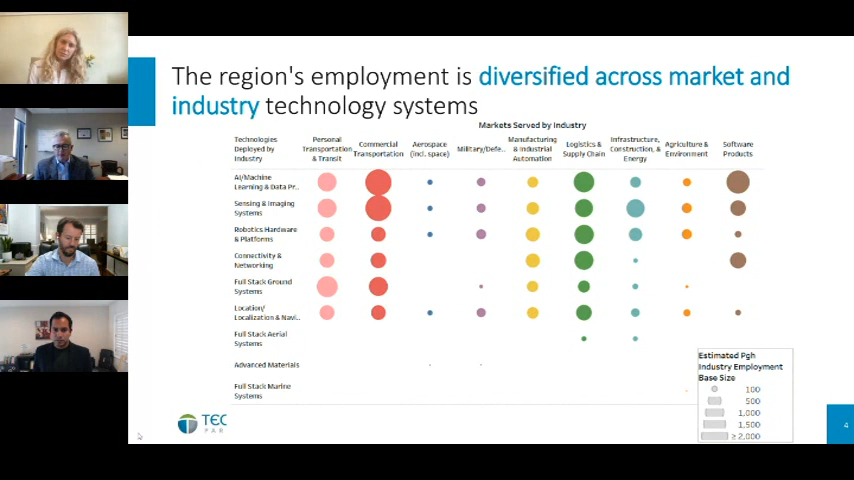 The region's employment is diversified across market and
industry technology systems
Markets Served by Industry
Technologies
Deployed by
Industry
Personal
Transportation
& Transit
Commercial
Transportation
Aerospace
(incl. space)
Military/Defe..
Manufacturing
& Industrial
Automation
Logistics &
Supply Chain
Infrastructure,
Construction, &
Energy
Agriculture &
Environment
Software
Products
AI/Machine
Learning & Data Pr..
Sensing & Imaging
Systems
Robotics Hardware
& Platforms
Connectivity &
Networking
Full Stack Ground
Systems
Location/
Localization & Navi..
Full Stack Aerial
Systems
Advanced Materials
Full Stack Marine
Systems
Estimated Pgh
Industry Employment
Base Size
100
500
1,000
1,500
≥ 2,000
TEC
PAR
4